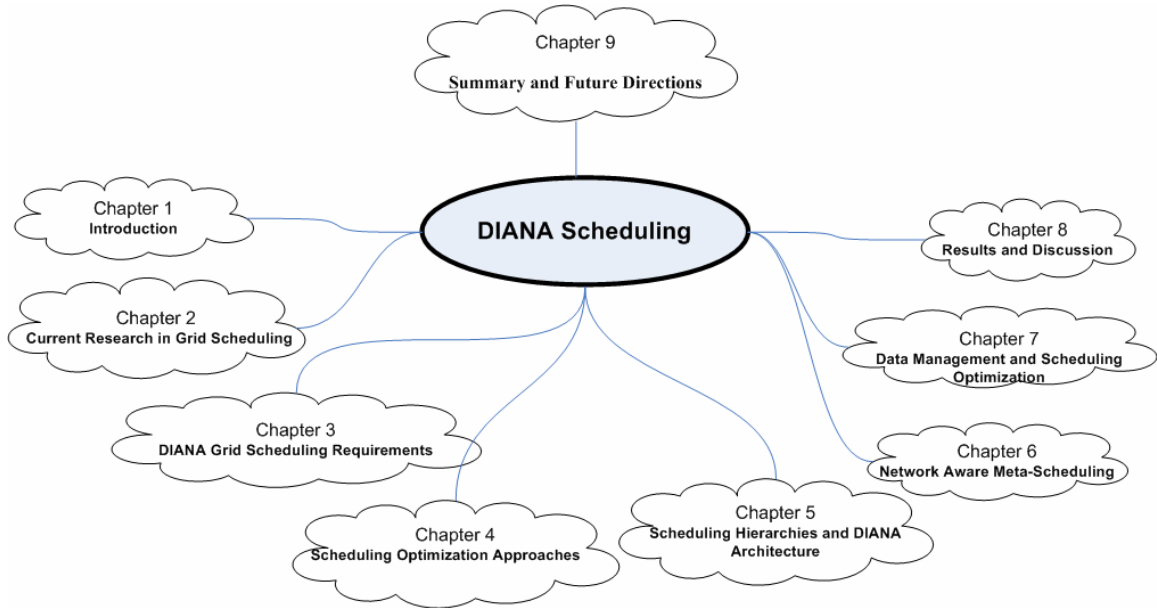 Chapter 9
Summary and Future Directions
DIANA Scheduling
Chapter 1
Introduction
Chapter 2
Current Research in Grid Scheduling
Chapter 3
DIANA Grid Scheduling Requirements
Chapter 4
Scheduling Optimization Approaches
Chapter 5
Scheduling Hierarchies and DIANA
Architecture
Chapter 6
Network Aware Meta-Scheduling
Chapter 7
Data Management and Scheduling
Optimization
Chapter 8
Results and Discussion